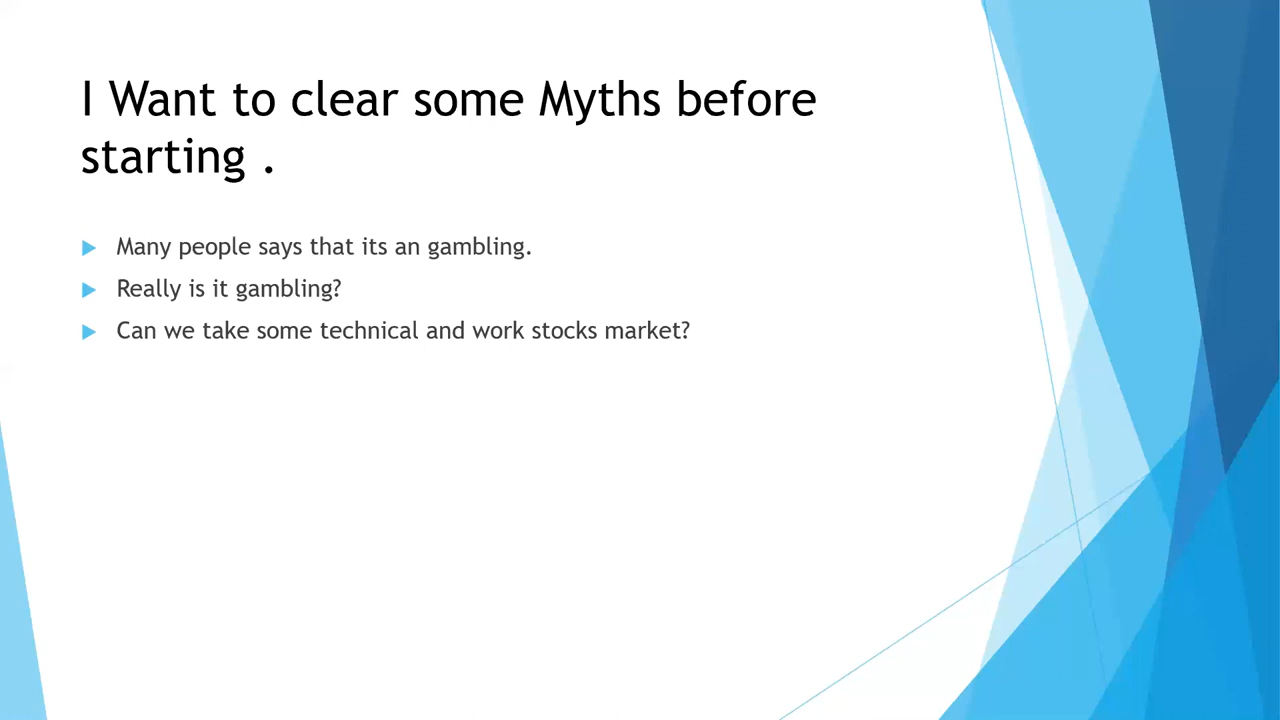 I Want to clear some Myths before
starting .
Many people says that its an gambling.
Really is it gambling?
Can we take some technical and work stocks market?